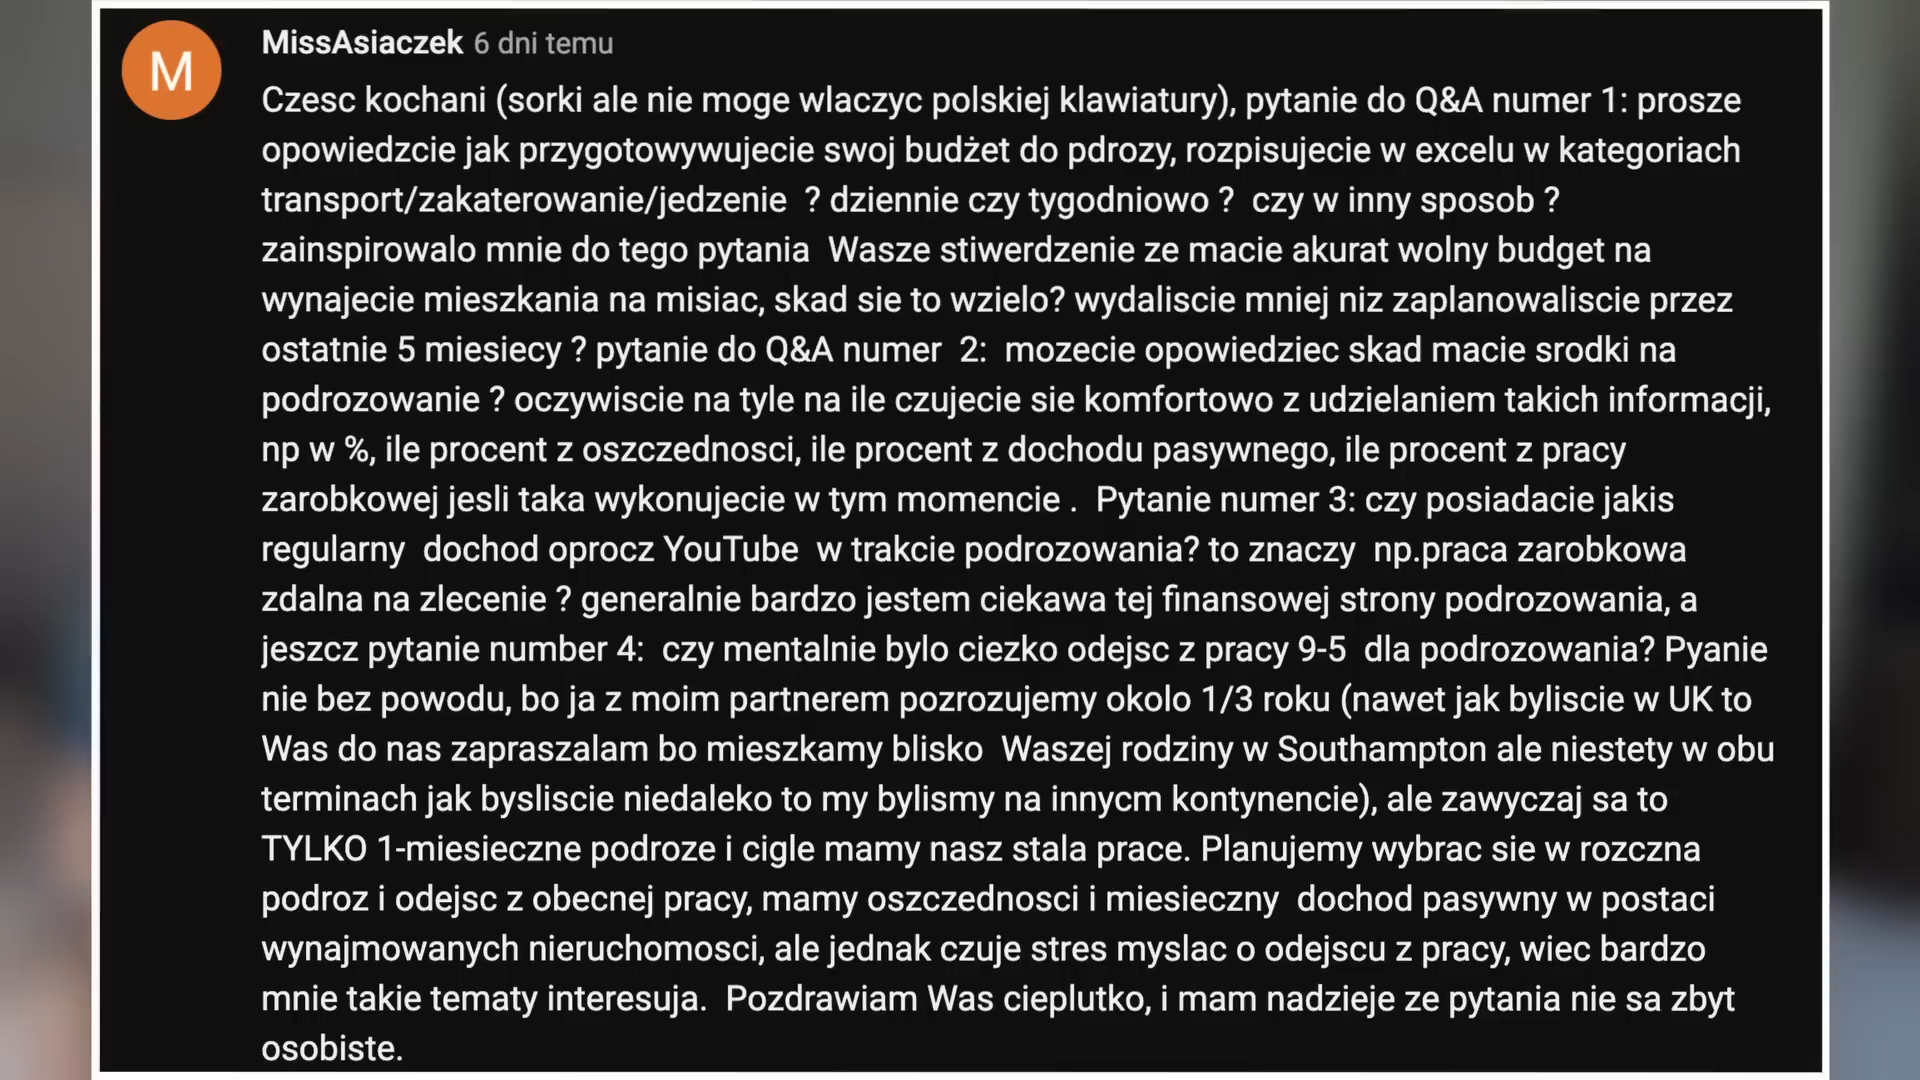 M
MissAsiaczek 6 dni temu
Czesc kochani (sorki ale nie moge wlaczyc polskiej klawiatury), pytanie do Q&A numer 1: prosze
opowiedzcie jak przygotowywujecie swoj budżet do pdrozy, rozpisujecie w excelu w kategoriach
transport/zakaterowanie/jedzenie  ? dziennie czy tygodniowo ?  czy w inny sposob ?
zainspirowalo mnie do tego pytania  Wasze stiwerdzenie ze macie akurat wolny budget na
wynajecie mieszkania na misiac, skad sie to wzielo? wydaliscie mniej niz zaplanowaliscie przez
ostatnie 5 miesiecy ? pytanie do Q&A numer  2:  mozecie opowiedziec skad macie srodki na
podrozowanie ? oczywiscie na tyle na ile czujecie sie komfortowo z udzielaniem takich informacji,
np w %, ile procent z oszczednosci, ile procent z dochodu pasywnego, ile procent z pracy
zarobkowej jesli taka wykonujecie w tym momencie .  Pytanie numer 3: czy posiadacie jakis
regularny  dochod oprocz YouTube  w trakcie podrozowania? to znaczy  np.praca zarobkowa
zdalna na zlecenie ? generalnie bardzo jestem ciekawa tej finansowej strony podrozowania, a
jeszcz pytanie number 4:  czy mentalnie bylo ciezko odejsc z pracy 9-5  dla podrozowania? Pyanie
nie bez powodu, bo ja z moim partnerem pozrozujemy okolo 1/3 roku (nawet jak byliscie w UK to
Was do nas zapraszalam bo mieszkamy blisko  Waszej rodziny w Southampton ale niestety w obu
terminach jak bysliscie niedaleko to my bylismy na innycm kontynencie), ale zawyczaj sa to
TYLKO 1-miesieczne podroze i cigle mamy nasz stala prace. Planujemy wybrac sie w rozczna
podroz i odejsc z obecnej pracy, mamy oszczednosci i miesieczny  dochod pasywny w postaci
wynajmowanych nieruchomosci, ale jednak czuje stres myslac o odejscu z pracy, wiec bardzo
mnie takie tematy interesuja.  Pozdrawiam Was cieplutko, i mam nadzieje ze pytania nie sa zbyt
osobiste.